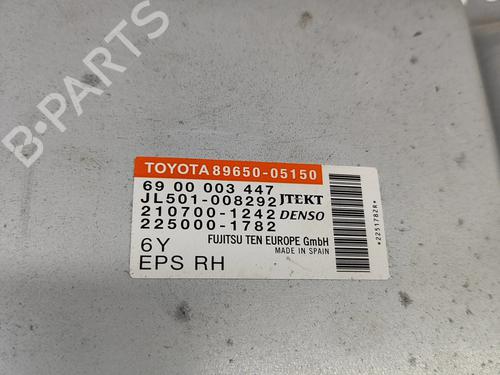 B-PARTS
TOYOTA 89650-05150
69 00 003 447
JL501-008292 JTEKT
210700-1242 DENSO
225000-1782
6Y FUJITSU TEN EUROPE GmbH
MADE IN SPAIN
EPS RH
*2251782R*